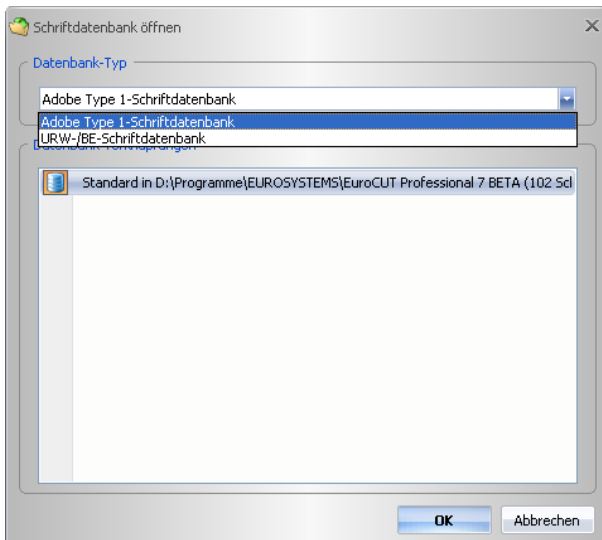 Schriftdatenbank öffnen
Datenbank-Typ
Adobe Type 1-Schriftdatenbank
Adobe Type 1-Schriftdatenbank
URW-/BE-Schriftdatenbank
Standard in D:\Programme\EUROSYSTEMS\EuroCUT Professional 7 BETA (102 Scl
OK Abbrechen